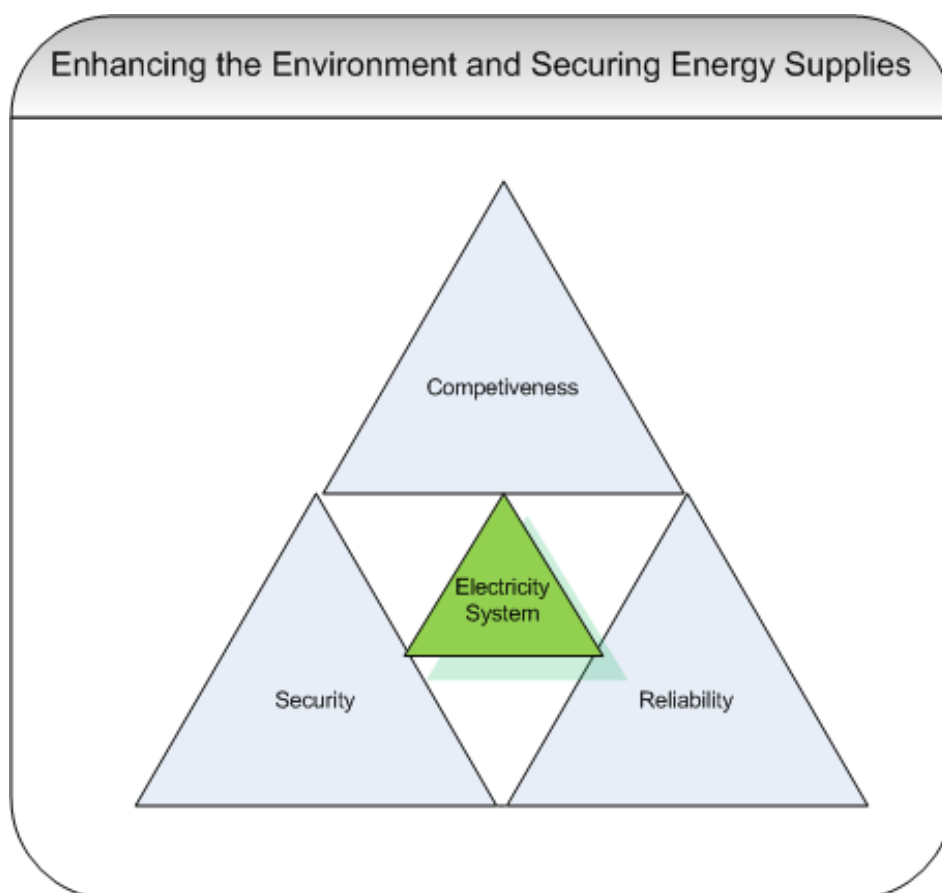 Enhancing the Environment and Securing Energy Supplies
Competiveness
Electricity
System
Security
Reliability